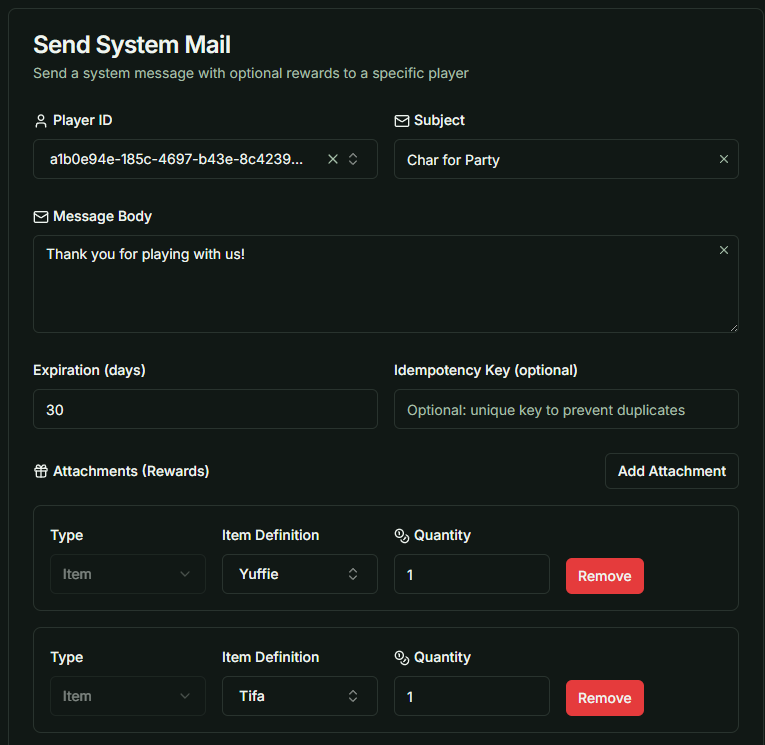 Send System Mail
Send a system message with optional rewards to a specific player
Player ID
Subject
a1b0e94e-185c-4697-b43e-8c4239...
Char for Party
Message Body
Thank you for playing with us!
Expiration (days)
Idempotency Key (optional)
30
Optional: unique key to prevent duplicates
Attachments (Rewards)
Add Attachment
Type
Item Definition
Quantity
Item
Yuffie
1
Remove
Type
Item Definition
Quantity
Item
Tifa
1
Remove